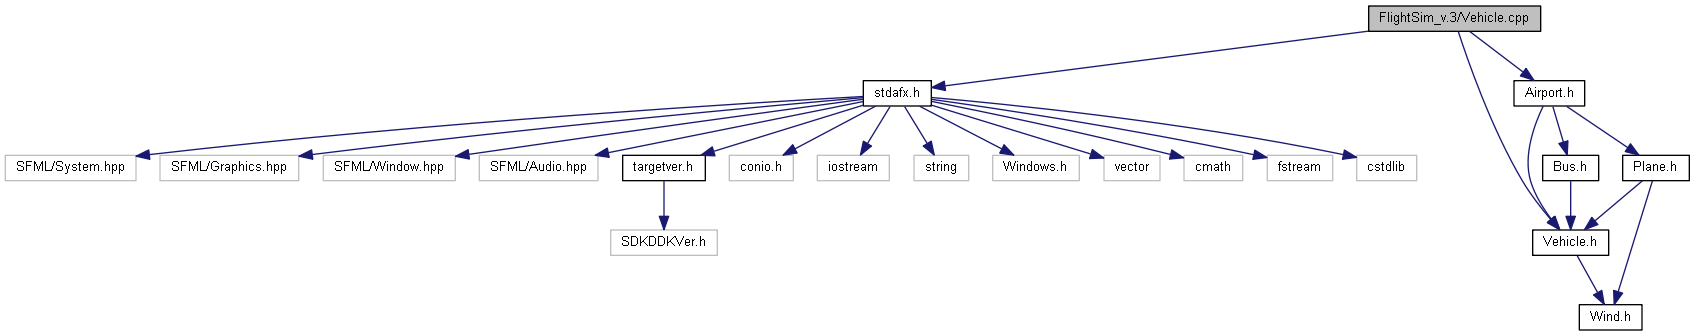 FlightSim_v.3/Vehicle.cpp
stdafx.h
Airport.h
SFML/System.hpp
SFML/Graphics.hpp
SFML/Window.hpp
SFML/Audio.hpp
targetver.h
conio.h
iostream
string
Windows.h
vector
cmath
fstream
cstdlib
Bus.h
Plane.h
SDKDDKVer.h
Vehicle.h
Wind.h